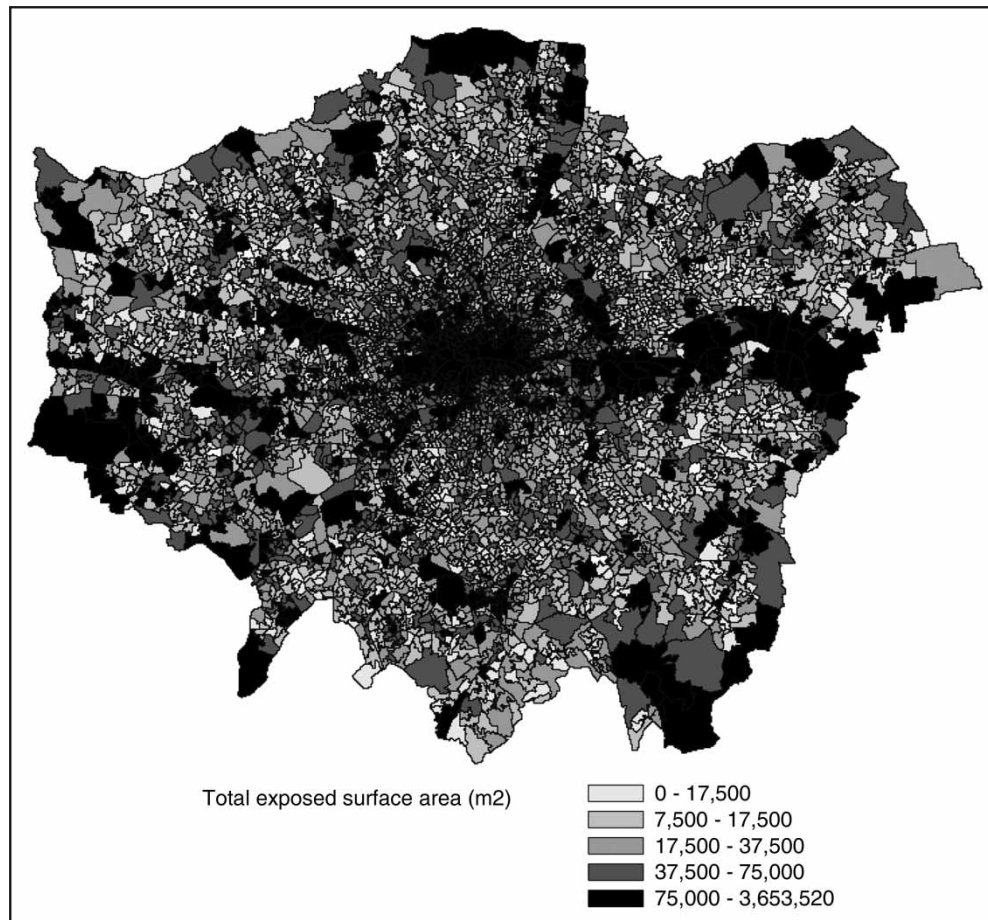 Total exposed surface area (m2)
0 - 17,500
7,500 - 17,500
17,500 - 37,500
37,500 - 75,000
75,000 - 3,653,520